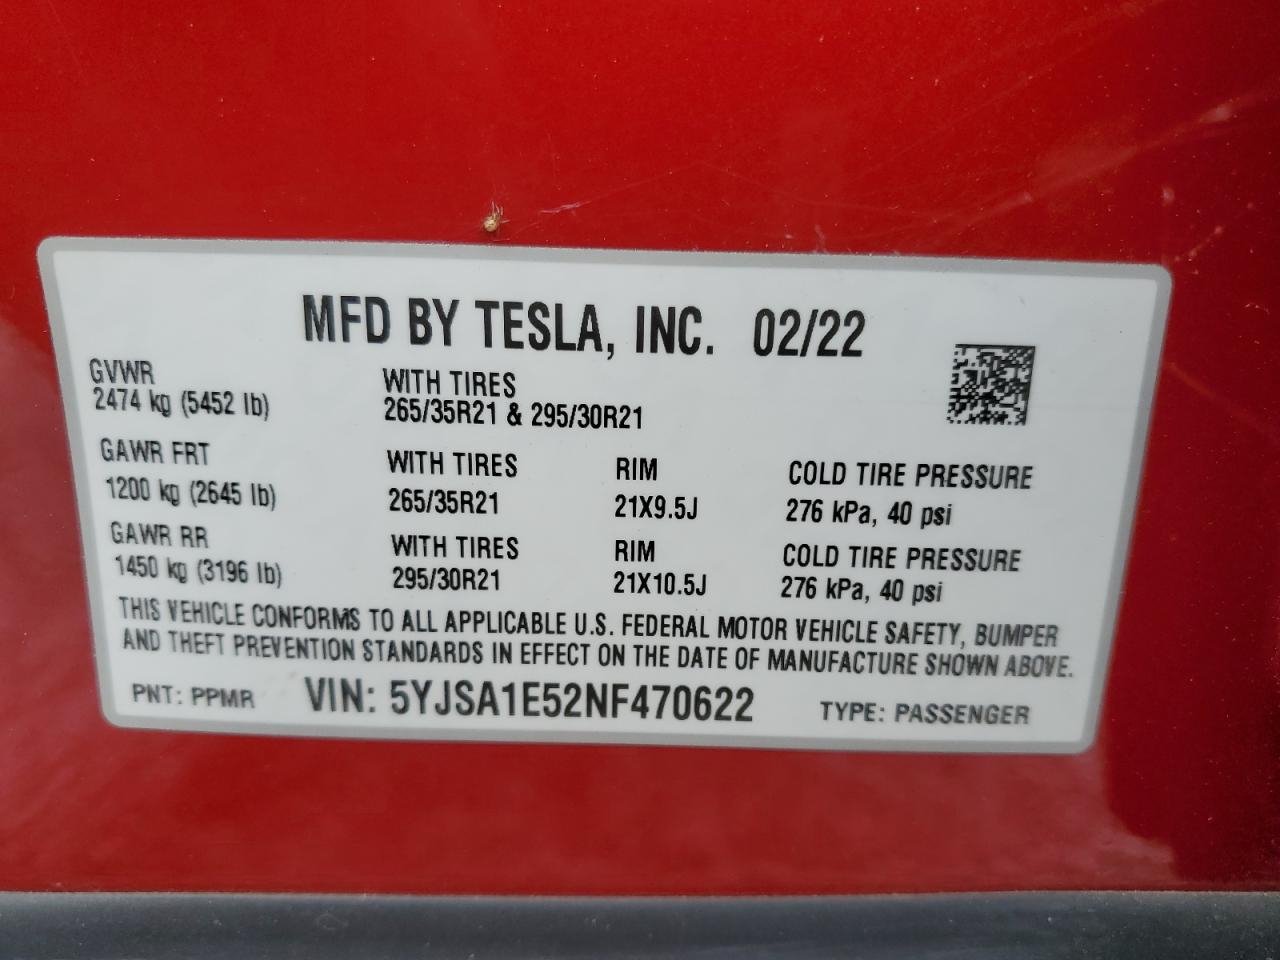 MFD BY TESLA, INC. 02/22
GVWR
2474 kg (5452 lb)
WITH TIRES
265/35R21 & 295/30R21
GAWR FRT
1200 kg (2645 lb)
WITH TIRES
265/35R21
RIM
21X9.5J
COLD TIRE PRESSURE
276 kPa, 40 psi
GAWR RR
1450 kg (3196 lb)
WITH TIRES
295/30R21
RIM
21X10.5J
COLD TIRE PRESSURE
276 kPa, 40 psi
THIS VEHICLE CONFORMS TO ALL APPLICABLE U.S. FEDERAL MOTOR VEHICLE SAFETY, BUMPER
AND THEFT PREVENTION STANDARDS IN EFFECT ON THE DATE OF MANUFACTURE SHOWN ABOVE.
PNT: PPMR VIN: 5YJSA1E52NF470622 TYPE: PASSENGER